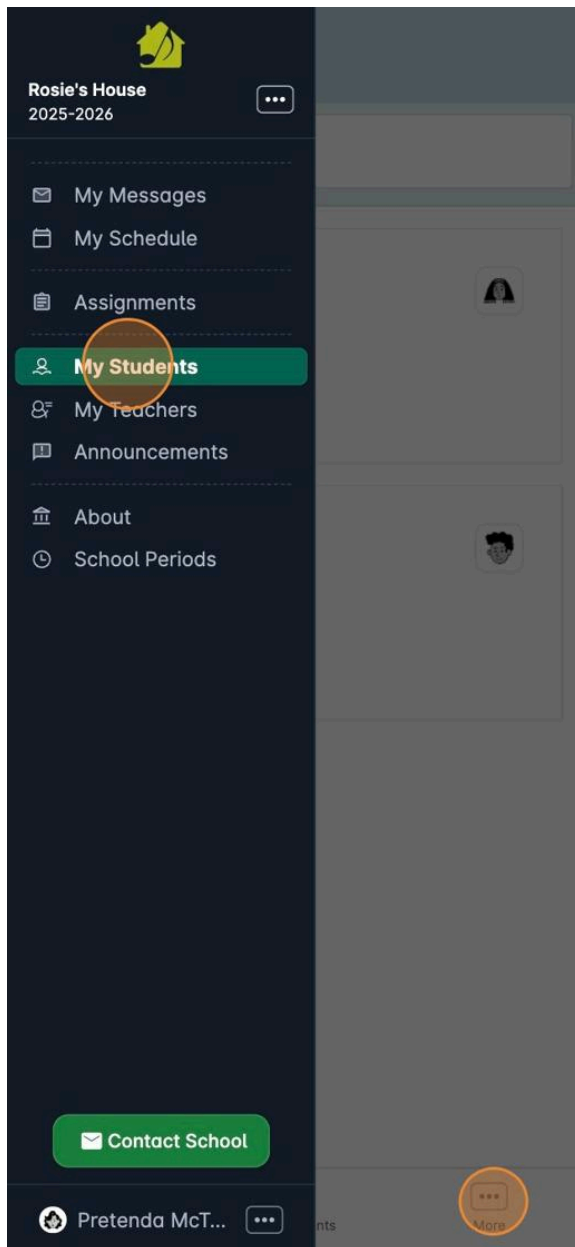 Rosie's House
2025-2026
My Messages
My Schedule
Assignments
My Students
My Teachers
Announcements
About
School Periods
Contact School
Pretenda McT...
nts
More